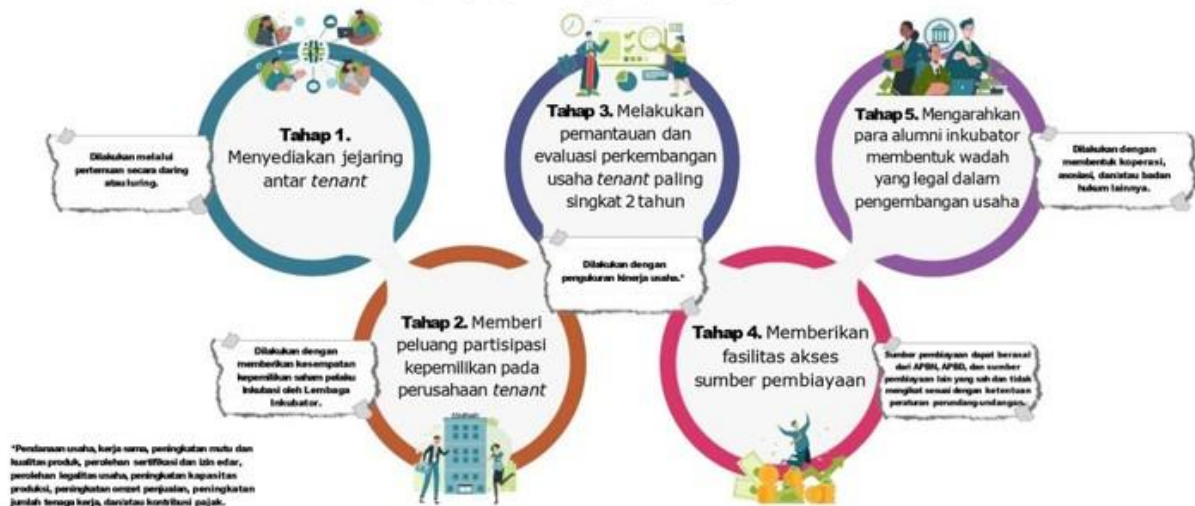 Tahap 1.
Menyediakan jejaring
antar tenant
Dilakukan melalui
pertemuan secara daring
atau luring.
Tahap 2. Memberi
peluang partisipasi
kepemilikan pada
perusahaan tenant
Dilakukan dengan
memberikan kesempatan
kepemilikan saham pelaku
Inkubasi oleh Lembaga
Inkubator.
Tahap 3. Melakukan
pemantauan dan
evaluasi perkembangan
usaha tenant paling
singkat 2 tahun
Dilakukan dengan
pengukuran kinerja usaha.*
Tahap 4. Memberikan
fasilitas akses
sumber pembiayaan
Sumber pembiayaan dapat berasal
dari APBN, APBD, dan sumber
pembiayaan lain yang sah dan tidak
mengikat sesuai dengan ketentuan
peraturan perundang-undangan.
Tahap 5. Mengarahkan
para alumni inkubator
membentuk wadah
yang legal dalam
pengembangan usaha
Dilakukan dengan
membentuk koperasi,
asosiasi, dan/atau badan
hukum lainnya.
*Pendanaan usaha, kerja sama, peningkatan mutu dan
kualitas produk, perolehan sertifikasi dan izin edar,
perolehan legalitas usaha, peningkatan kapasitas
produksi, peningkatan omzet penjualan, peningkatan
jumlah tenaga kerja, dan/atau kontribusi pajak.